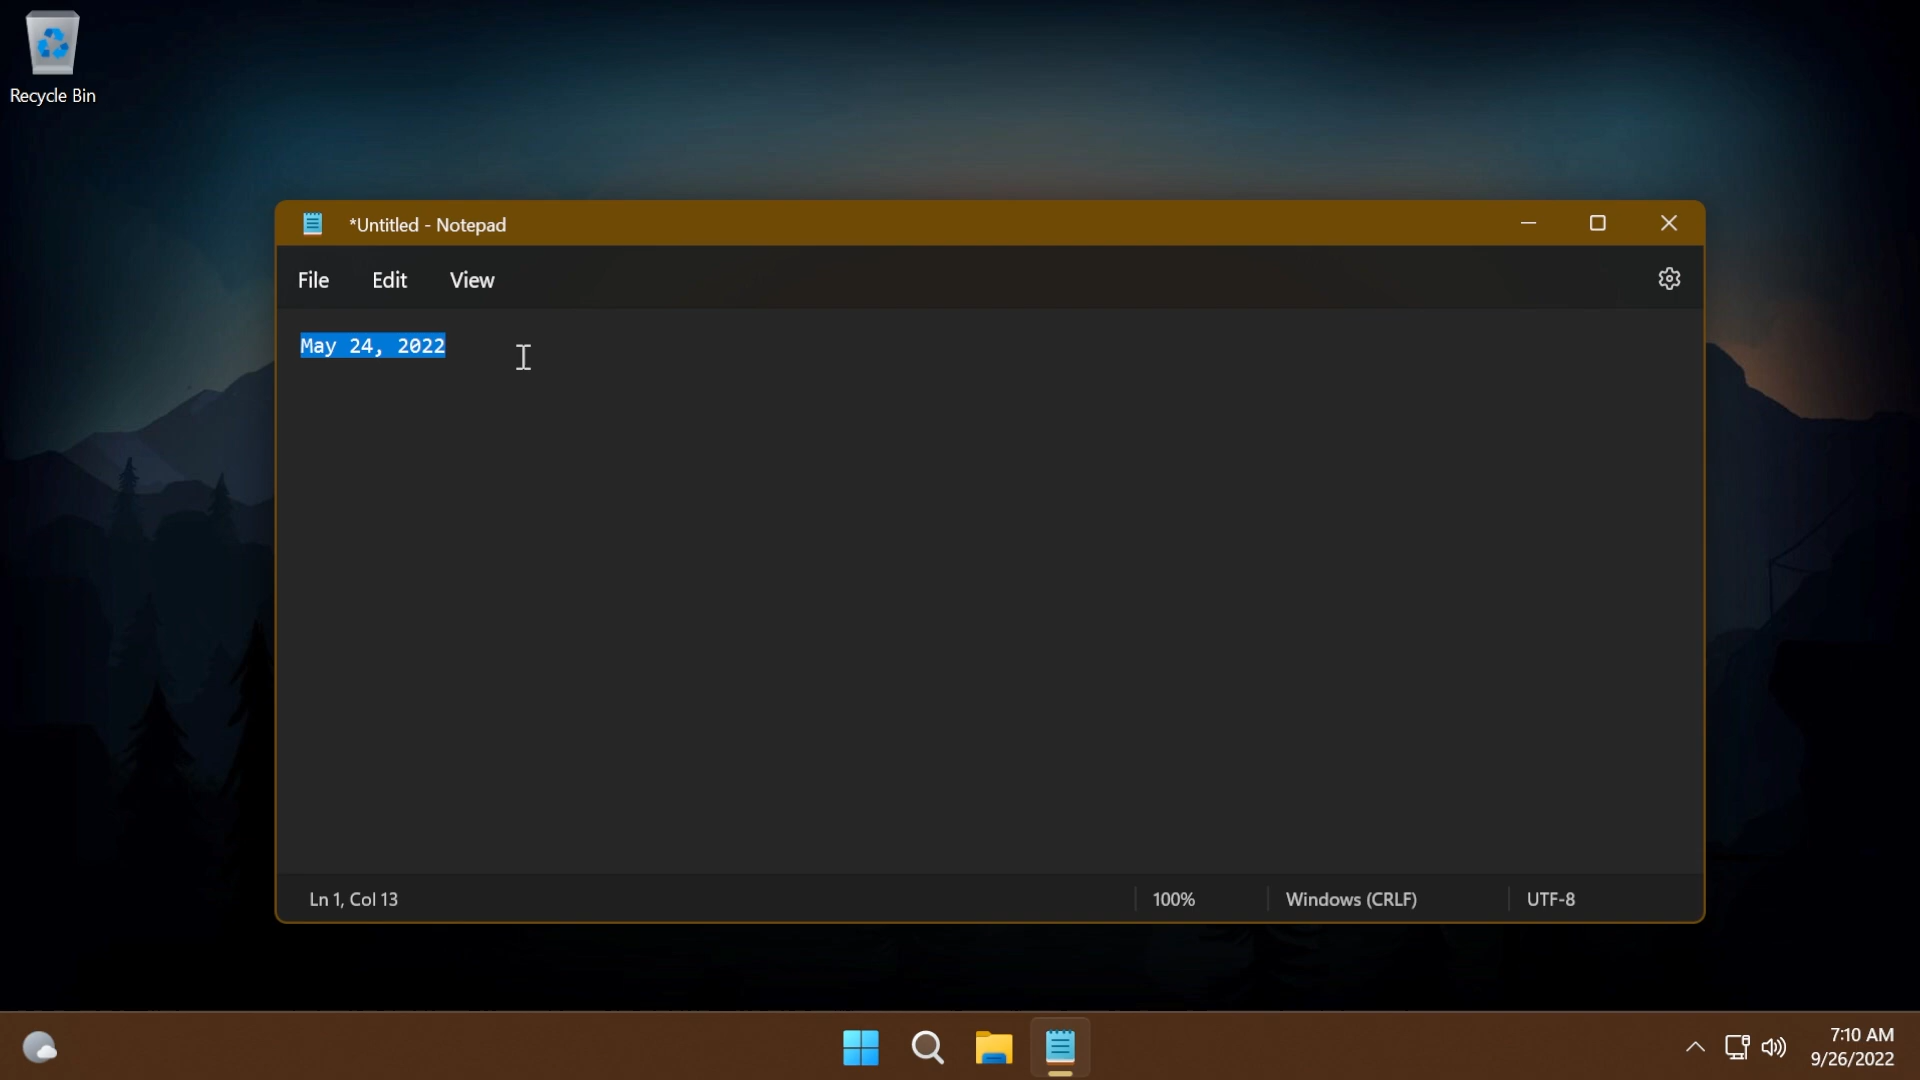 Recycle Bin
*Untitled - Notepad
File Edit View
May 24, 2022
Ln 1, Col 13 100% Windows (CRLF) UTF-8
7:10 AM
9/26/2022